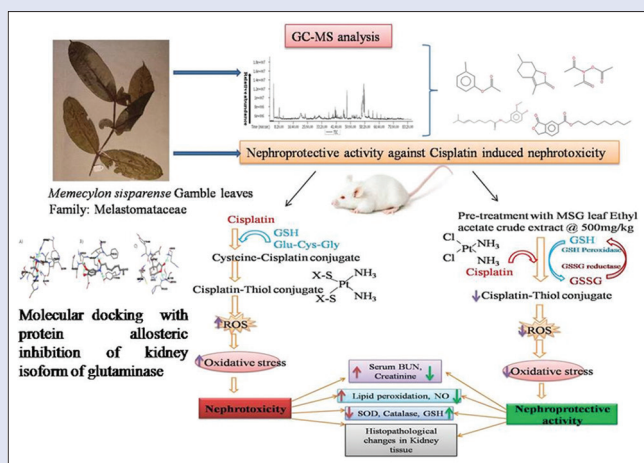 GC-MS analysis
Nephroprotective activity against Cisplatin induced nephrotoxicity
Memecylon sisparense Gamble leaves
Family: Melastomataceae
Molecular docking with
protein allosteric
inhibition of kidney
isoform of glutaminase
Cisplatin
GSH
Glu-Cys-Gly
Cysteine-Cisplatin conjugate
Cisplatin-Thiol conjugate
X-S
X-S
Pt
NH3
NH3
ROS
Oxidative stress
Nephrotoxicity
Pre-treatment with MSG leaf Ethyl
acetate crude extract @ 500mg/kg
Cl
Cl
Pt
NH3
NH3
Cisplatin
GSH
GSH Peroxidase
GSSG reductase
GSSG
Cisplatin-Thiol conjugate
ROS
Oxidative stress
Nephroprotective
activity
Serum BUN,
Creatinine
Lipid peroxidation, NO
SOD, Catalase, GSH
Histopathological
changes in Kidney
tissue